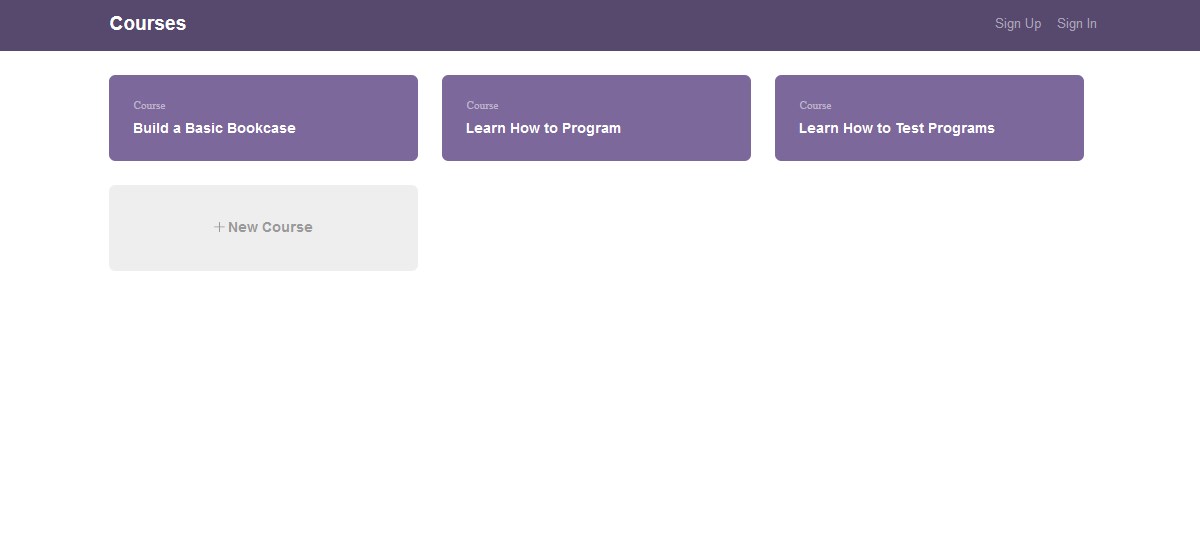 Courses
Sign Up Sign In
Course
Build a Basic Bookcase
Course
Learn How to Program
Course
Learn How to Test Programs
+ New Course